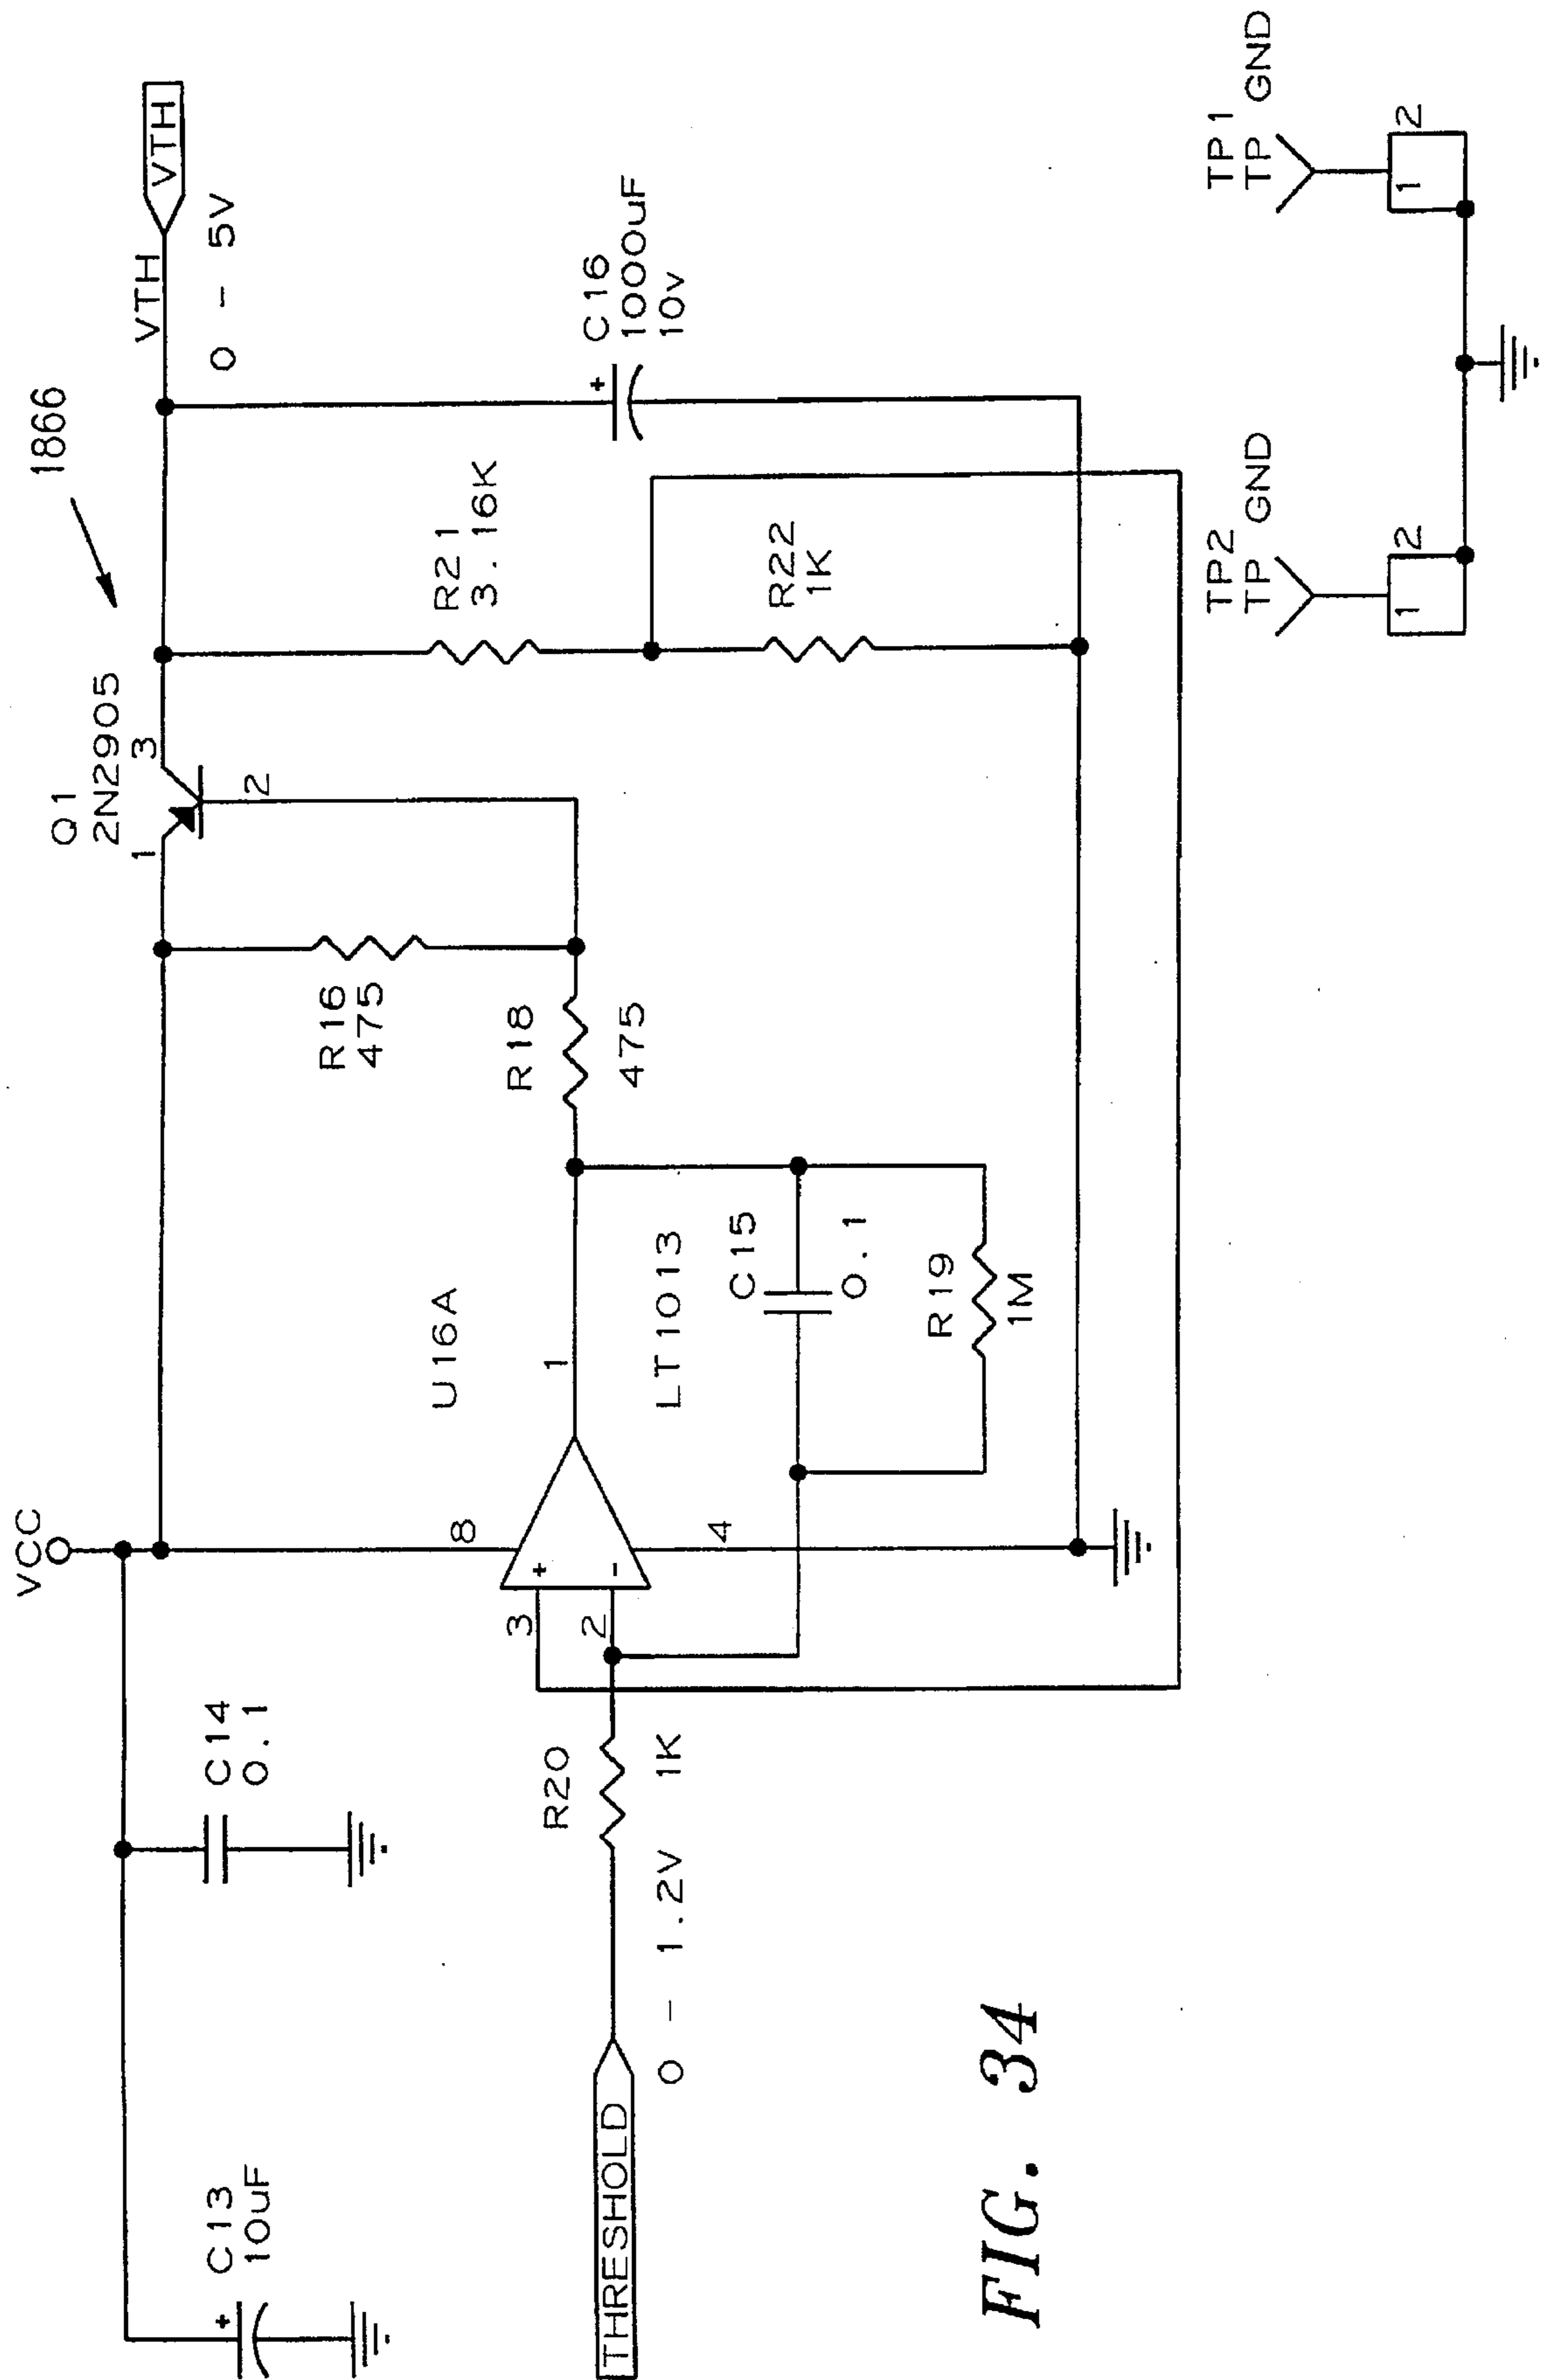 1866
VCC
Q1
2N2905
1
3
2
VTH
VTH
0 - 5V
C13
10uF
C14
0.1
R16
475
R21
3.16K
C16
1000uF
10v
U16A
8
3
2
1
4
+
-
+
+
LT1013
R18
475
R20
1K
THRESHOLD
0 - 1.2V
C15
0.1
R19
1M
R22
1K
TP2
TP GND
1
2
TP1
TP GND
1
2
FIG. 34